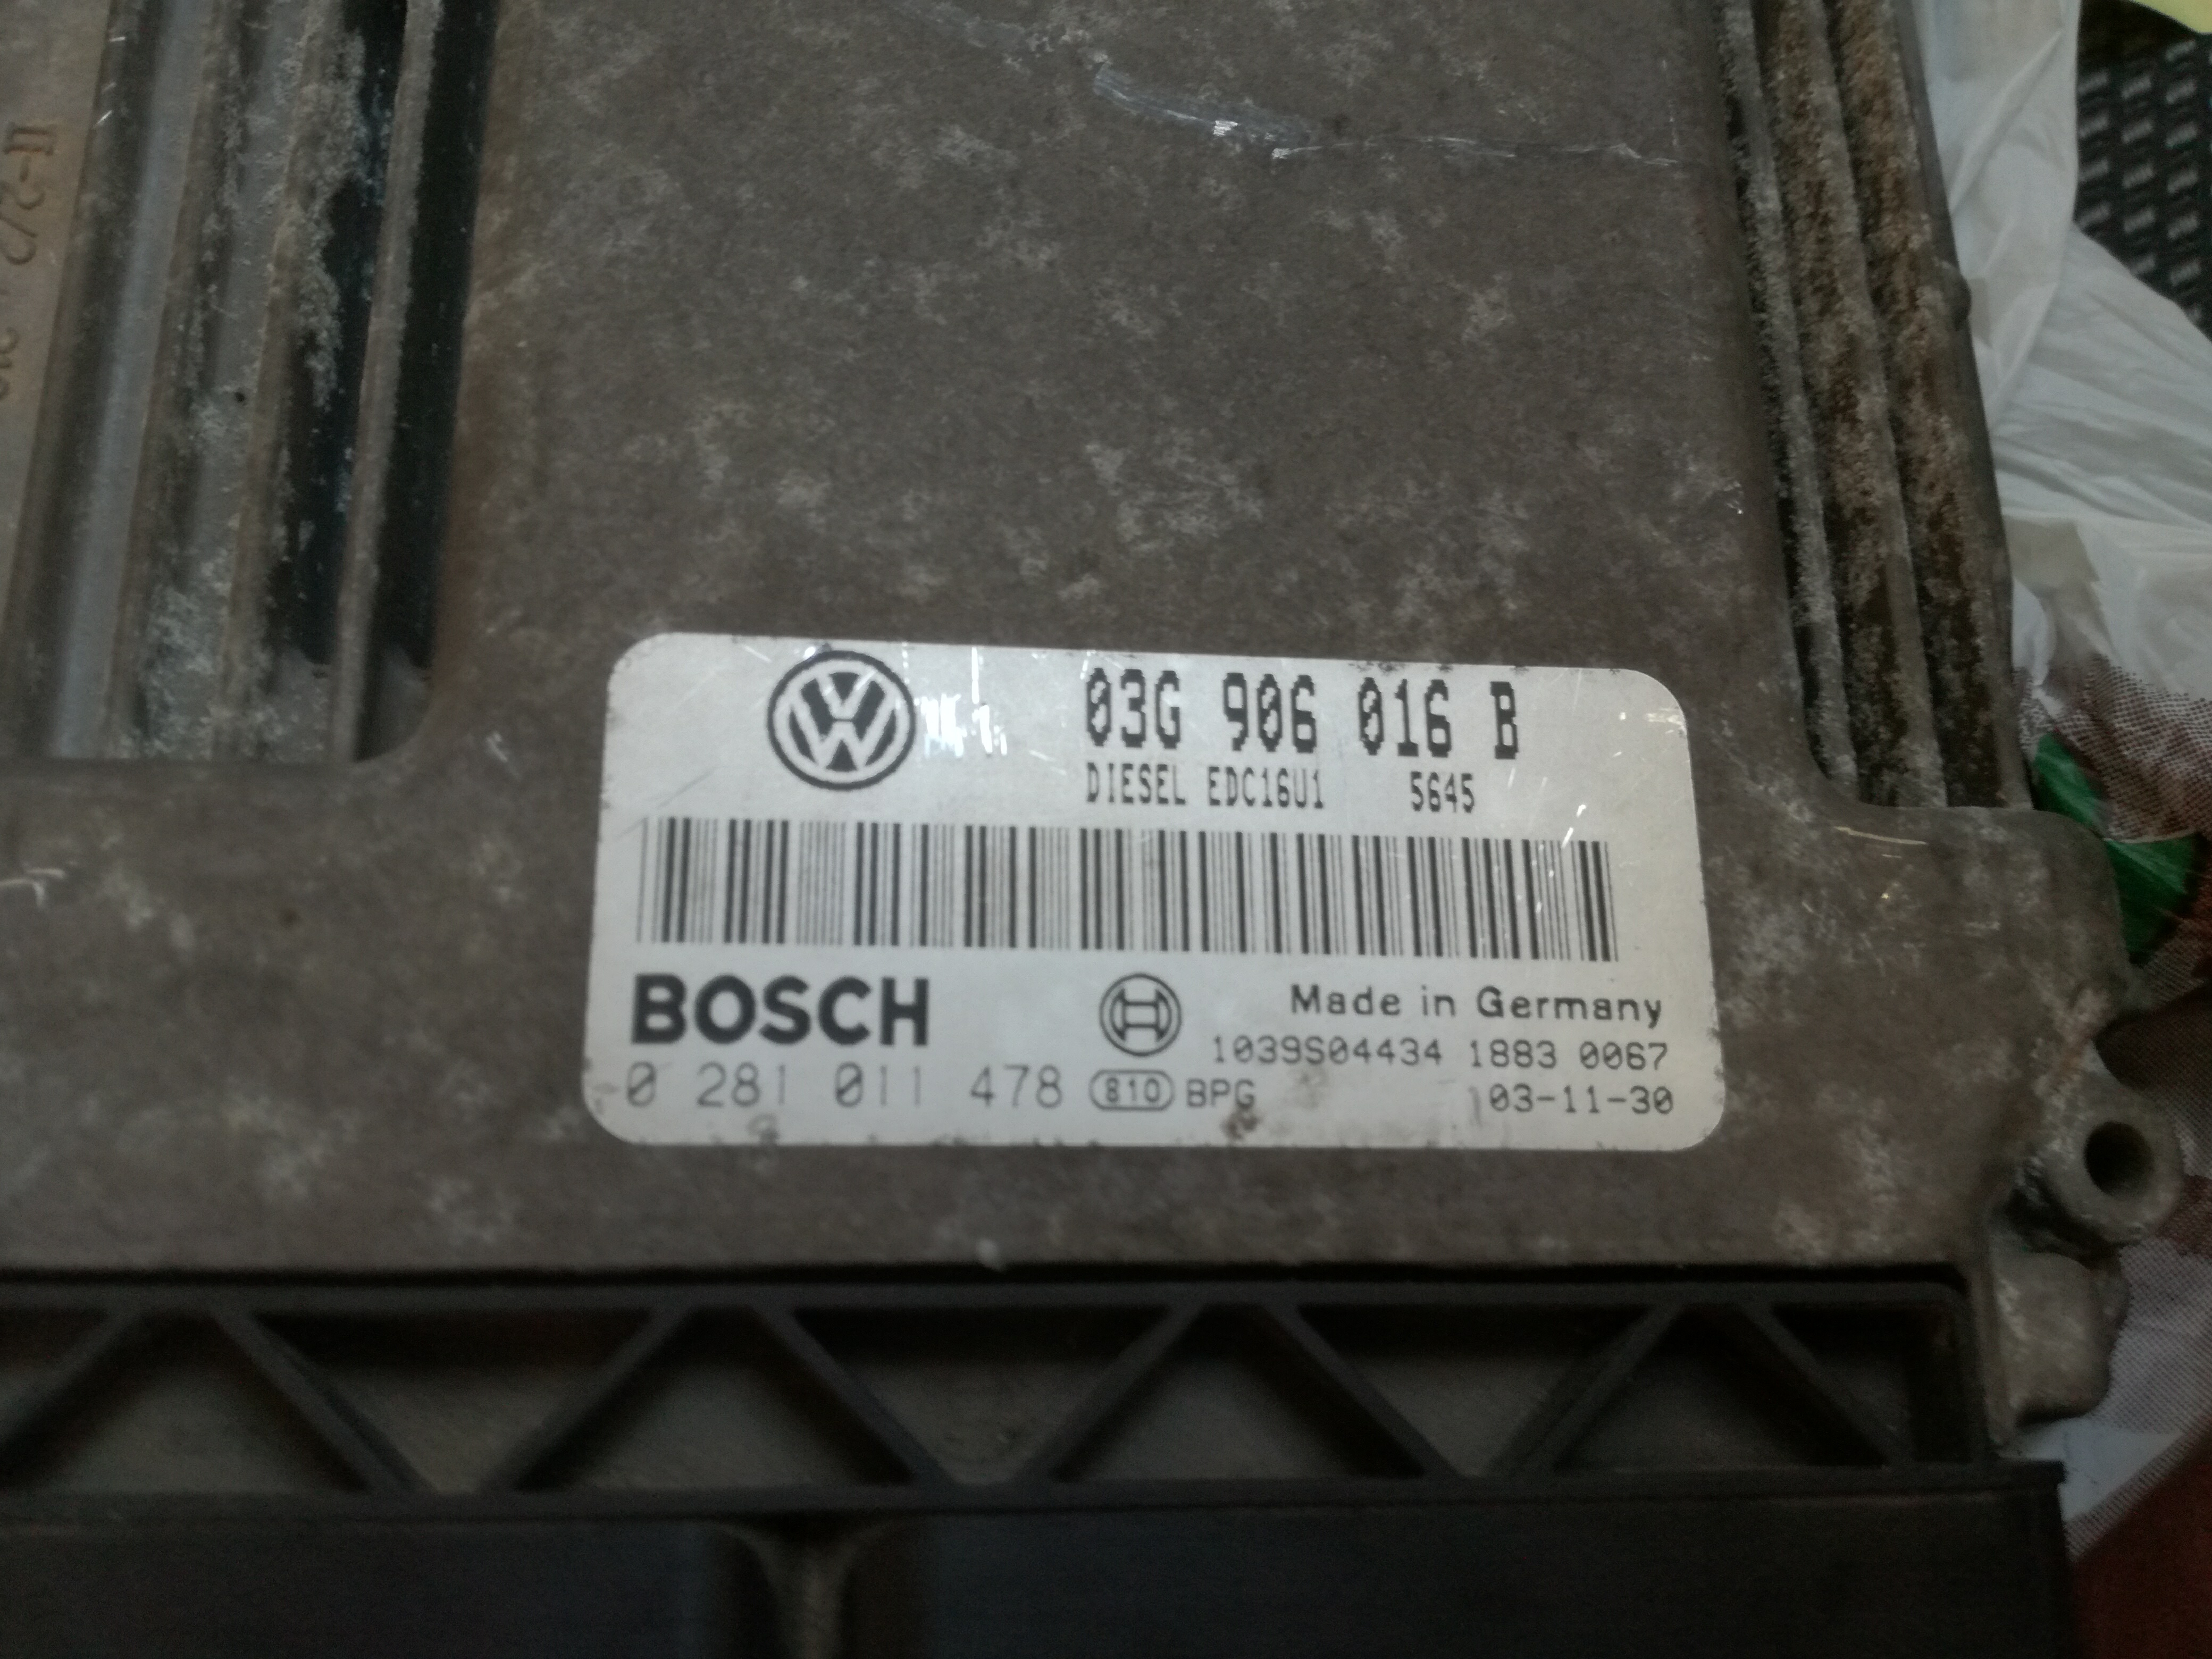 03G 906 016 B
DIESEL EDC16U1 5645
BOSCH
Made in Germany
1039S04434 1883 0067
0 281 011 478 810 BPG 03-11-30